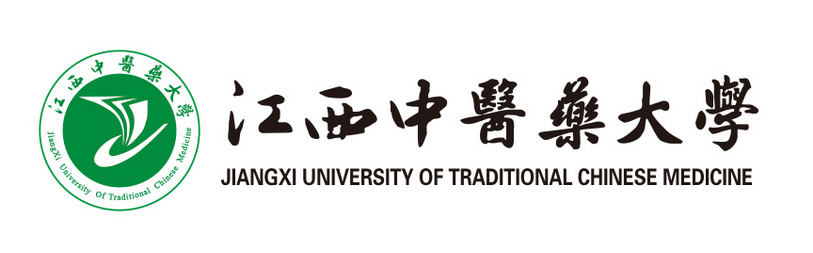 江西中醫藥大學
JiangXi University Of Traditional Chinese Medicine
江西中醫藥大學
JIANGXI UNIVERSITY OF TRADITIONAL CHINESE MEDICINE